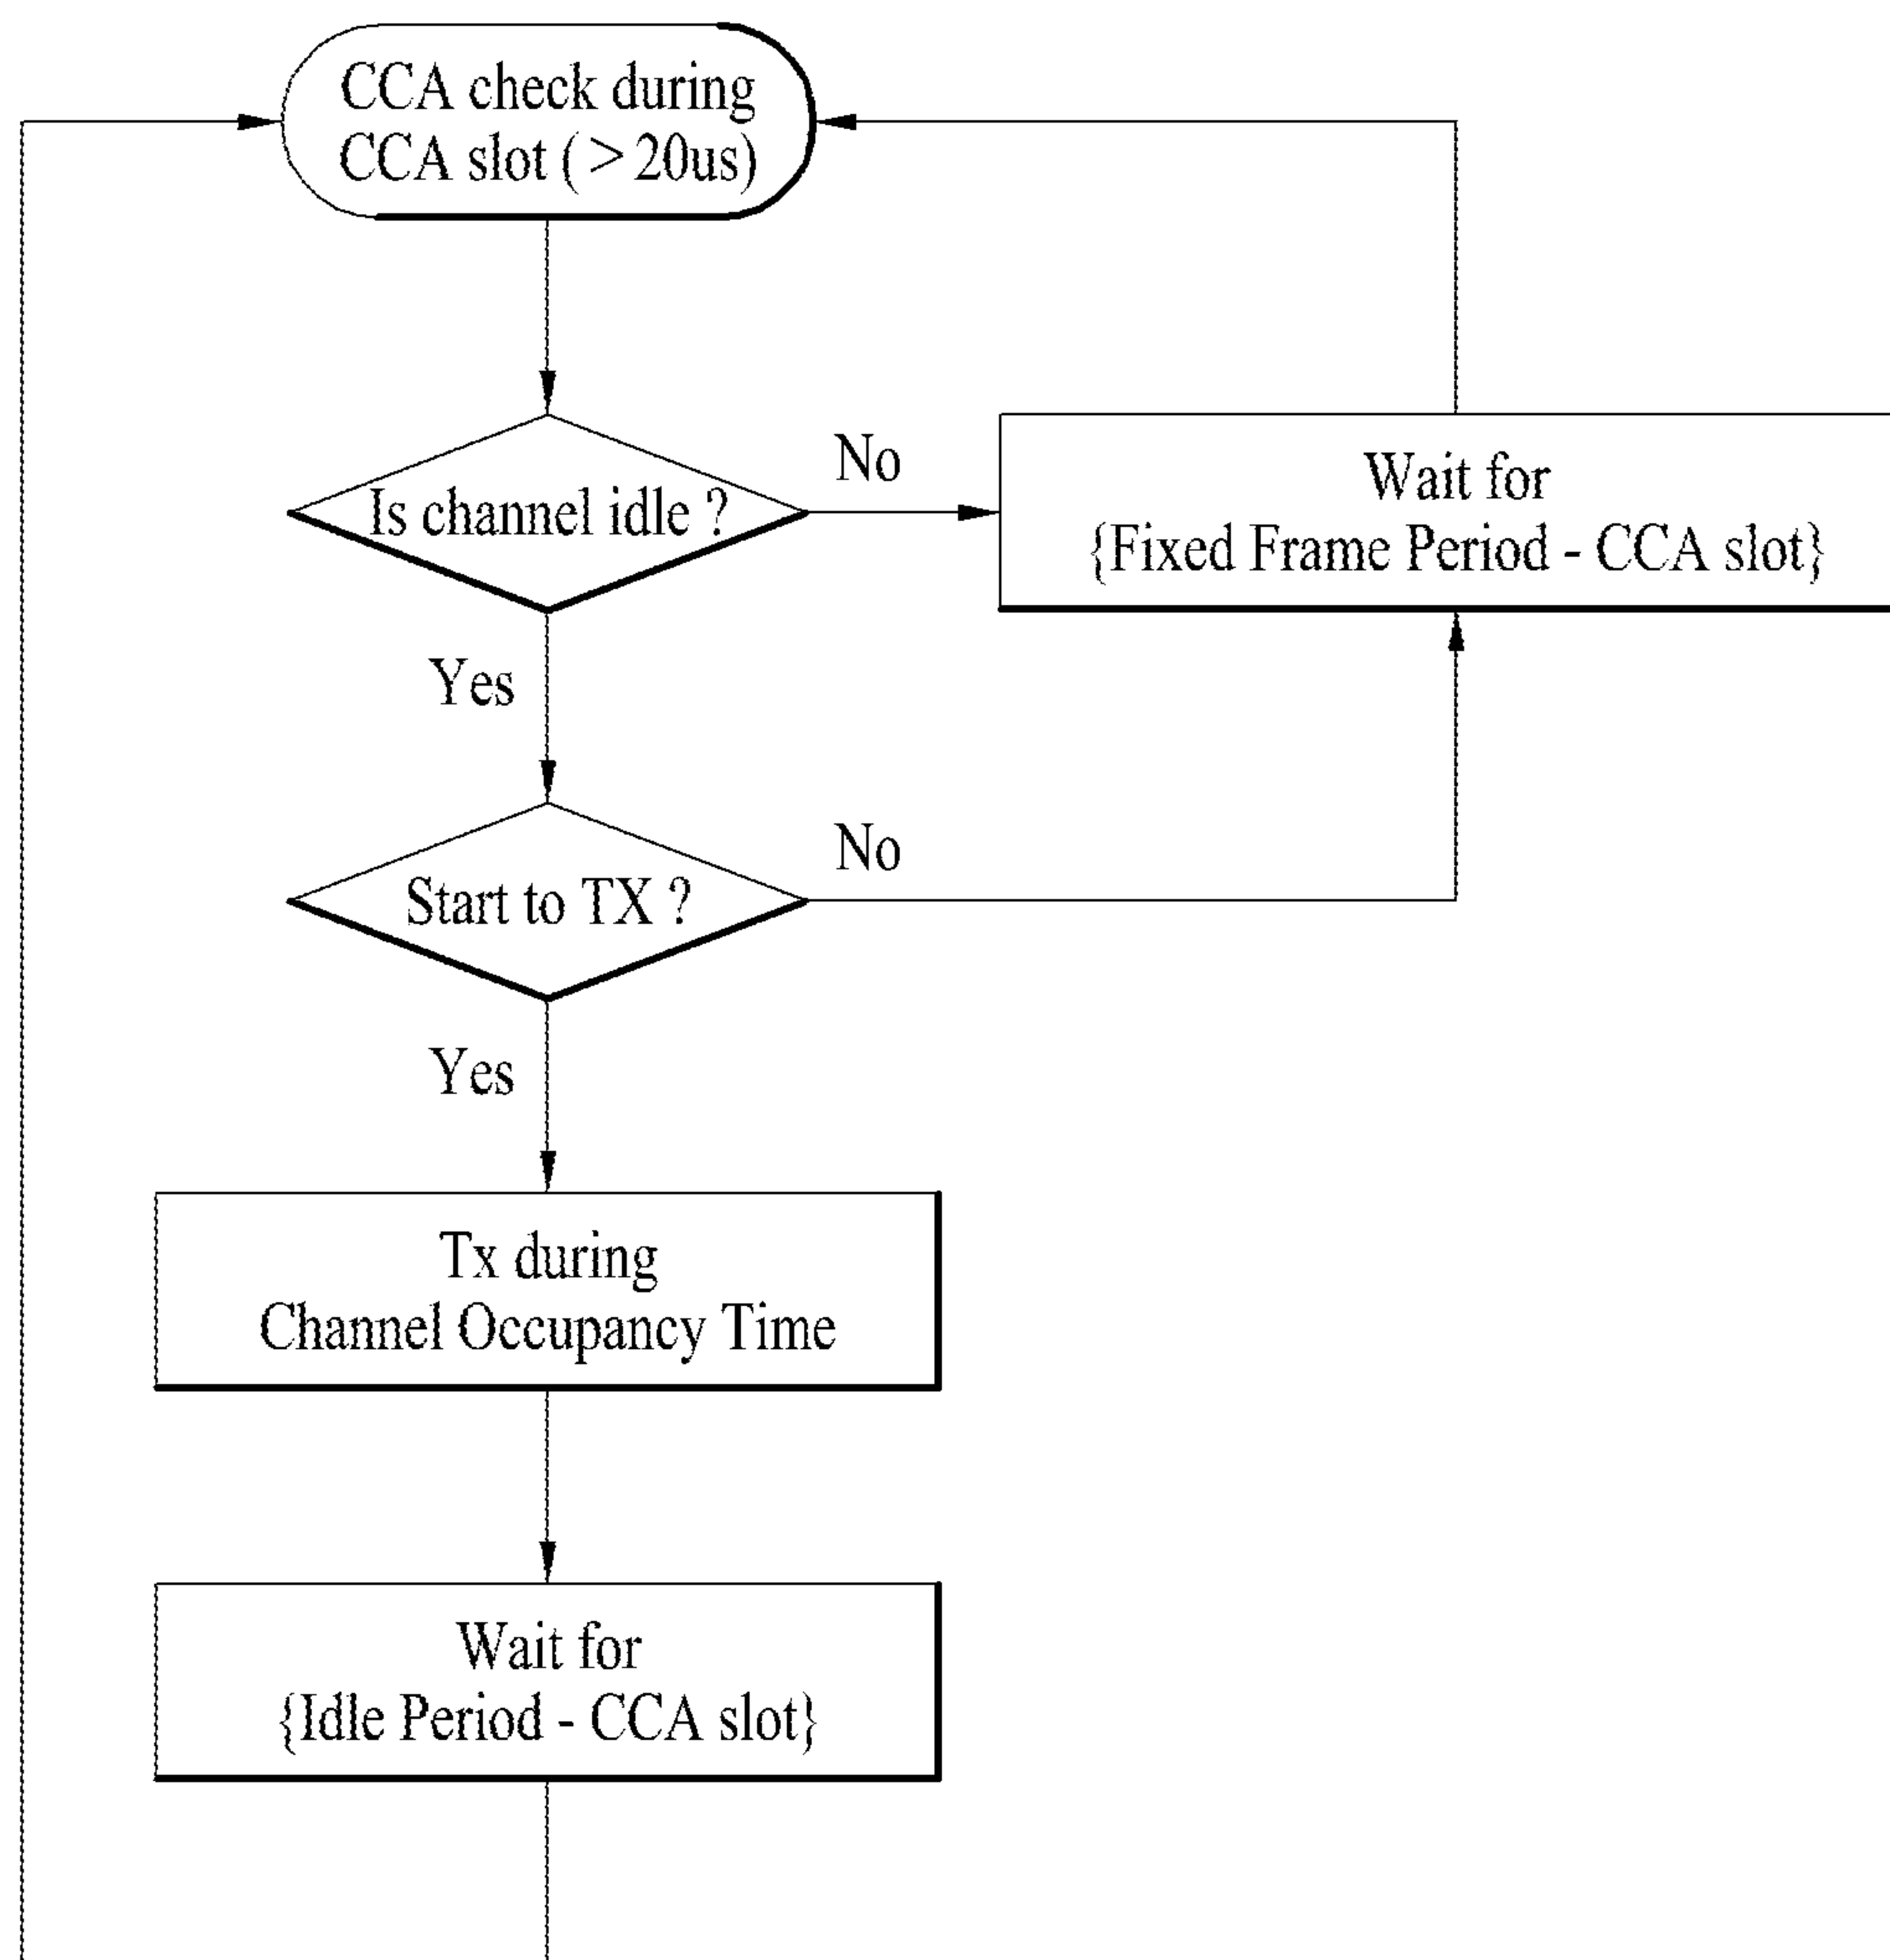 CCA check during
CCA slot ( > 20us)
Is channel idle ?
No
Wait for
{Fixed Frame Period - CCA slot}
Yes
Start to TX ?
No
Yes
Tx during
Channel Occupancy Time
Wait for
{Idle Period - CCA slot}